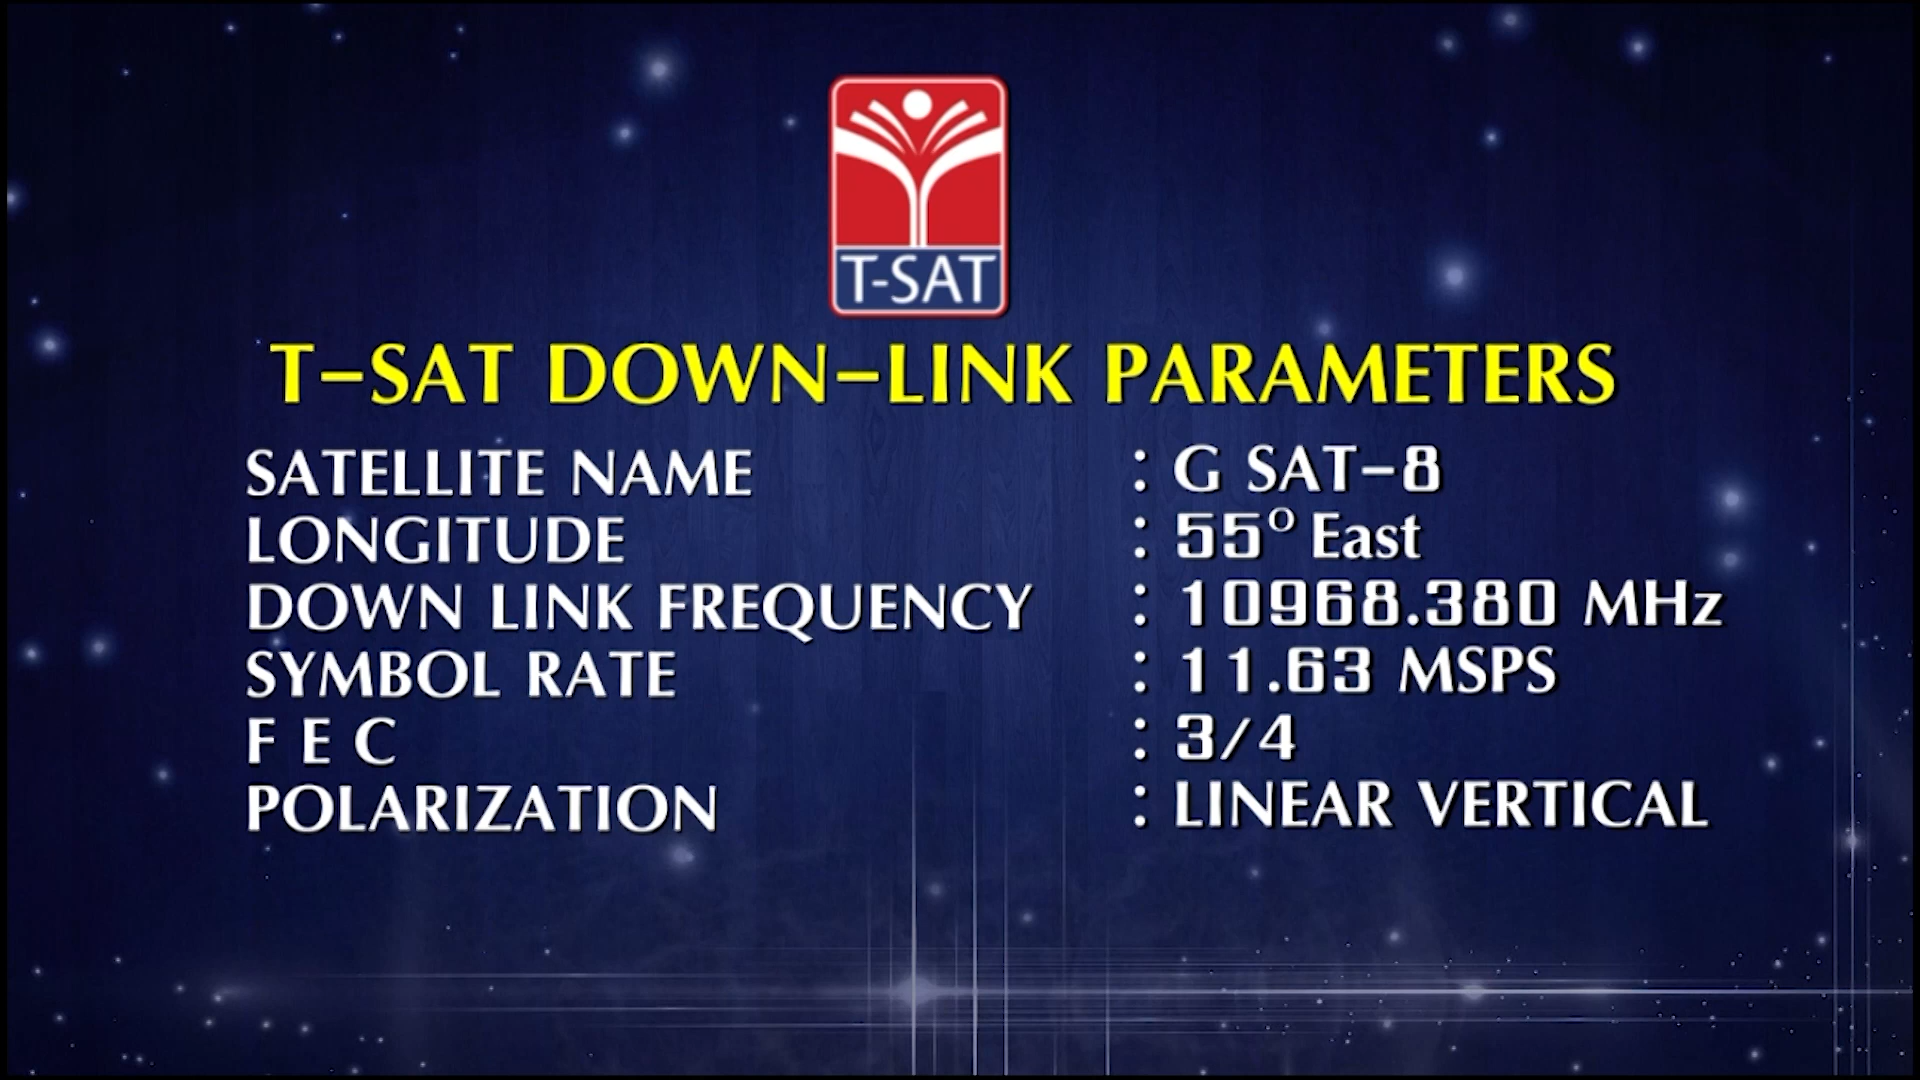 T-SAT
T-SAT DOWN-LINK PARAMETERS
SATELLITE NAME : G SAT-8
LONGITUDE : 55° East
DOWN LINK FREQUENCY : 10968.380 MHz
SYMBOL RATE : 11.63 MSPS
F E C : 3/4
POLARIZATION : LINEAR VERTICAL